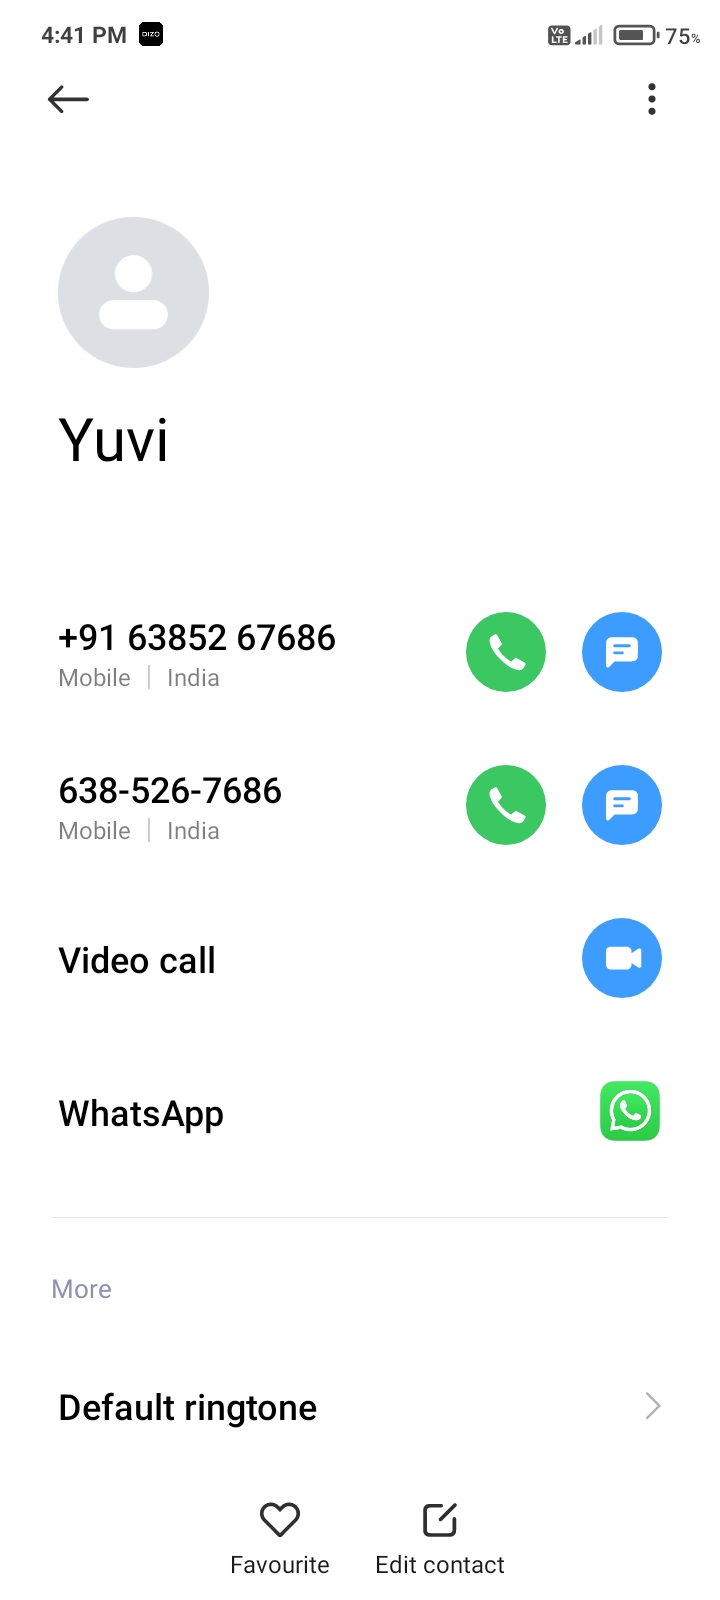 4:41 PM DIZO Vo LTE 75%
Yuvi
+91 63852 67686
Mobile | India
638-526-7686
Mobile | India
Video call
WhatsApp
More
Default ringtone
Favourite Edit contact